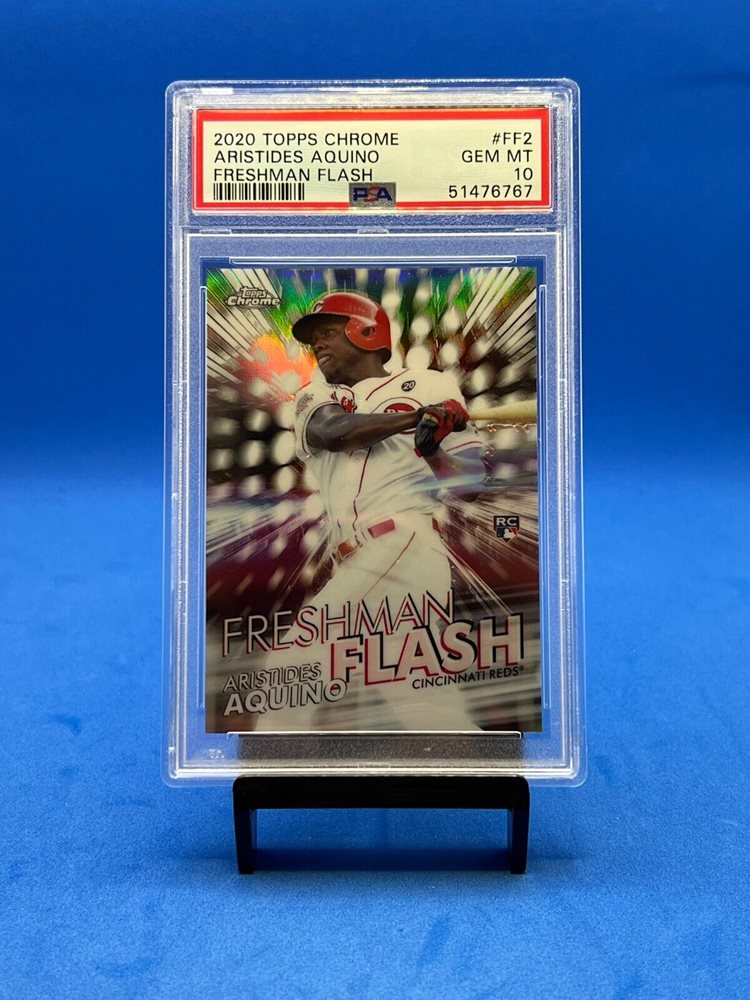 2020 TOPPS CHROME #FF2
ARISTIDES AQUINO GEM MT
FRESHMAN FLASH 10
PSA 51476767
Topps
Chrome
20
RC
FRESHMAN
FLASH
ARISTIDES
AQUINO
CINCINNATI REDS®